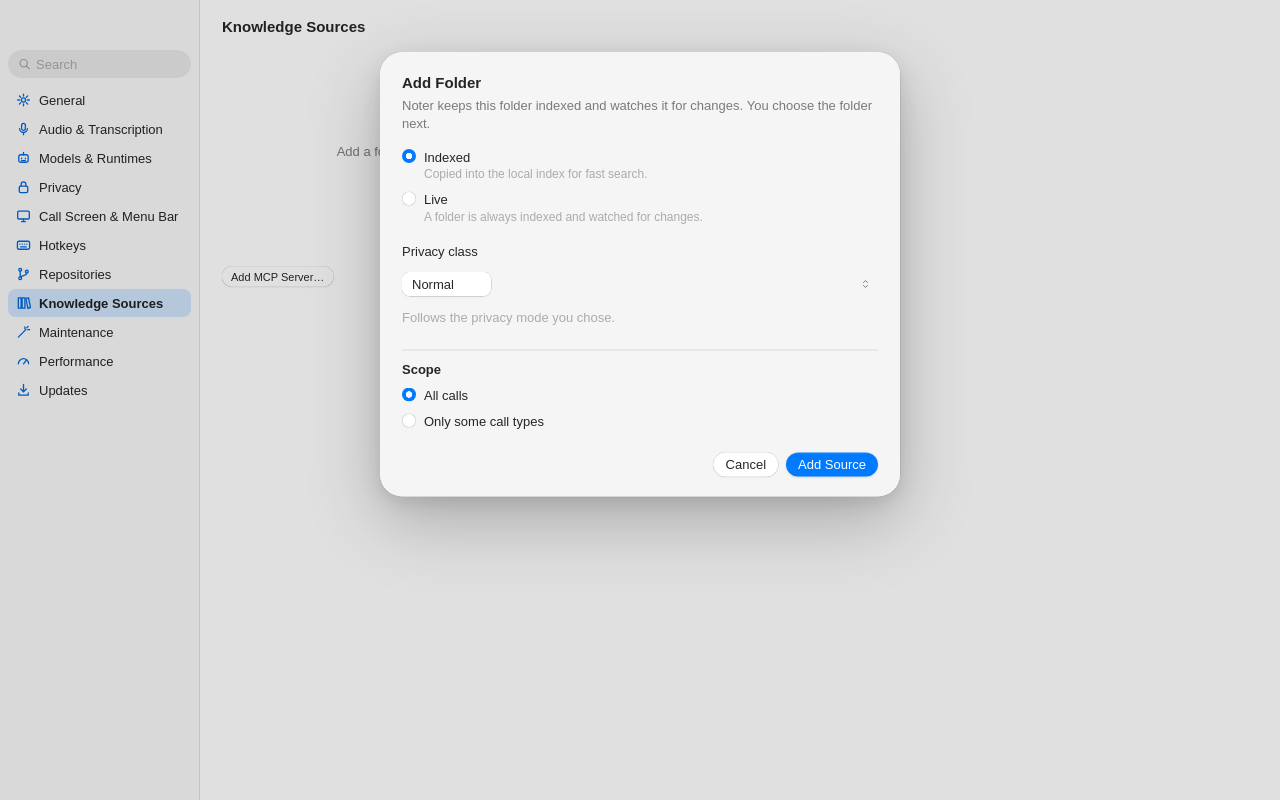 Knowledge Sources
Search
General
Audio & Transcription
Models & Runtimes
Privacy
Call Screen & Menu Bar
Hotkeys
Repositories
Knowledge Sources
Maintenance
Performance
Updates
Add a
Add MCP Server…
Add Folder
Noter keeps this folder indexed and watches it for changes. You choose the folder
next.
Indexed
Copied into the local index for fast search.
Live
A folder is always indexed and watched for changes.
Privacy class
Normal
Follows the privacy mode you chose.
Scope
All calls
Only some call types
Cancel
Add Source